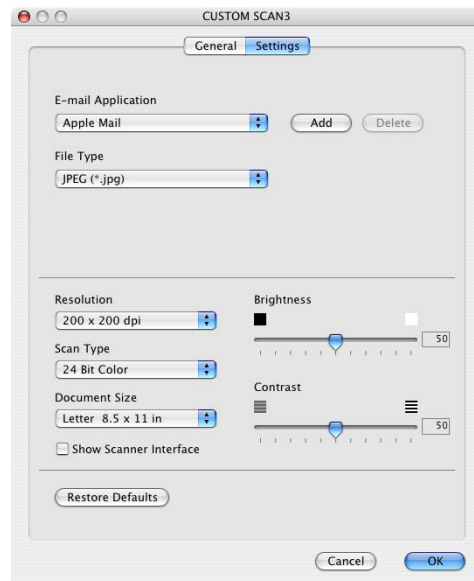 CUSTOM SCAN3
General Settings
E-mail Application
Apple Mail Add Delete
File Type
JPEG (*.jpg)
Resolution
200 x 200 dpi
Scan Type
24 Bit Color
Document Size
Letter 8.5 x 11 in
Show Scanner Interface
Brightness
50
Contrast
50
Restore Defaults
Cancel OK